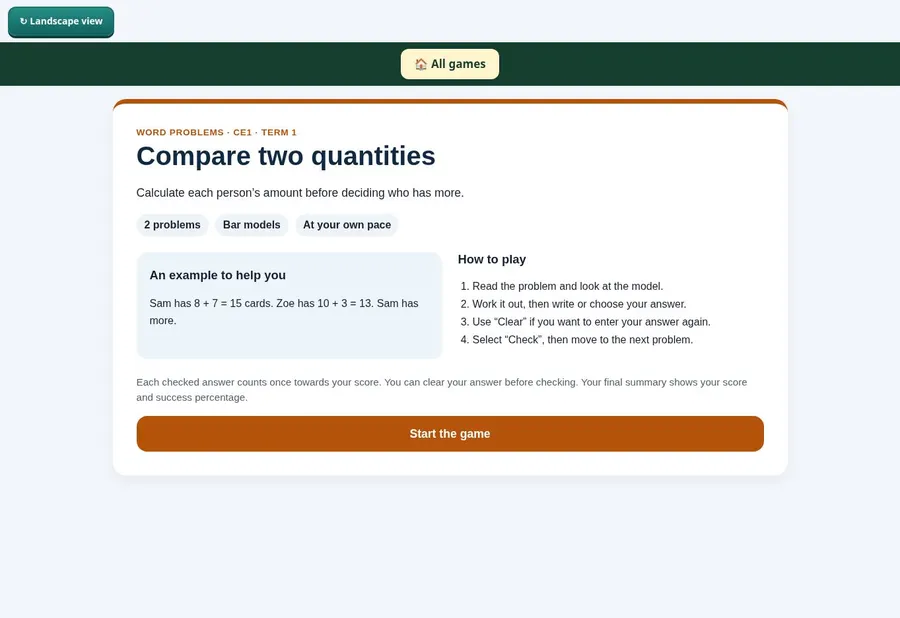 ↻ Landscape view
🏠 All games
WORD PROBLEMS · CE1 · TERM 1
Compare two quantities
Calculate each person’s amount before deciding who has more.
2 problems
Bar models
At your own pace
An example to help you
Sam has 8 + 7 = 15 cards. Zoe has 10 + 3 = 13. Sam has
more.
How to play
1. Read the problem and look at the model.
2. Work it out, then write or choose your answer.
3. Use “Clear” if you want to enter your answer again.
4. Select “Check”, then move to the next problem.
Each checked answer counts once towards your score. You can clear your answer before checking. Your final summary shows your score
and success percentage.
Start the game